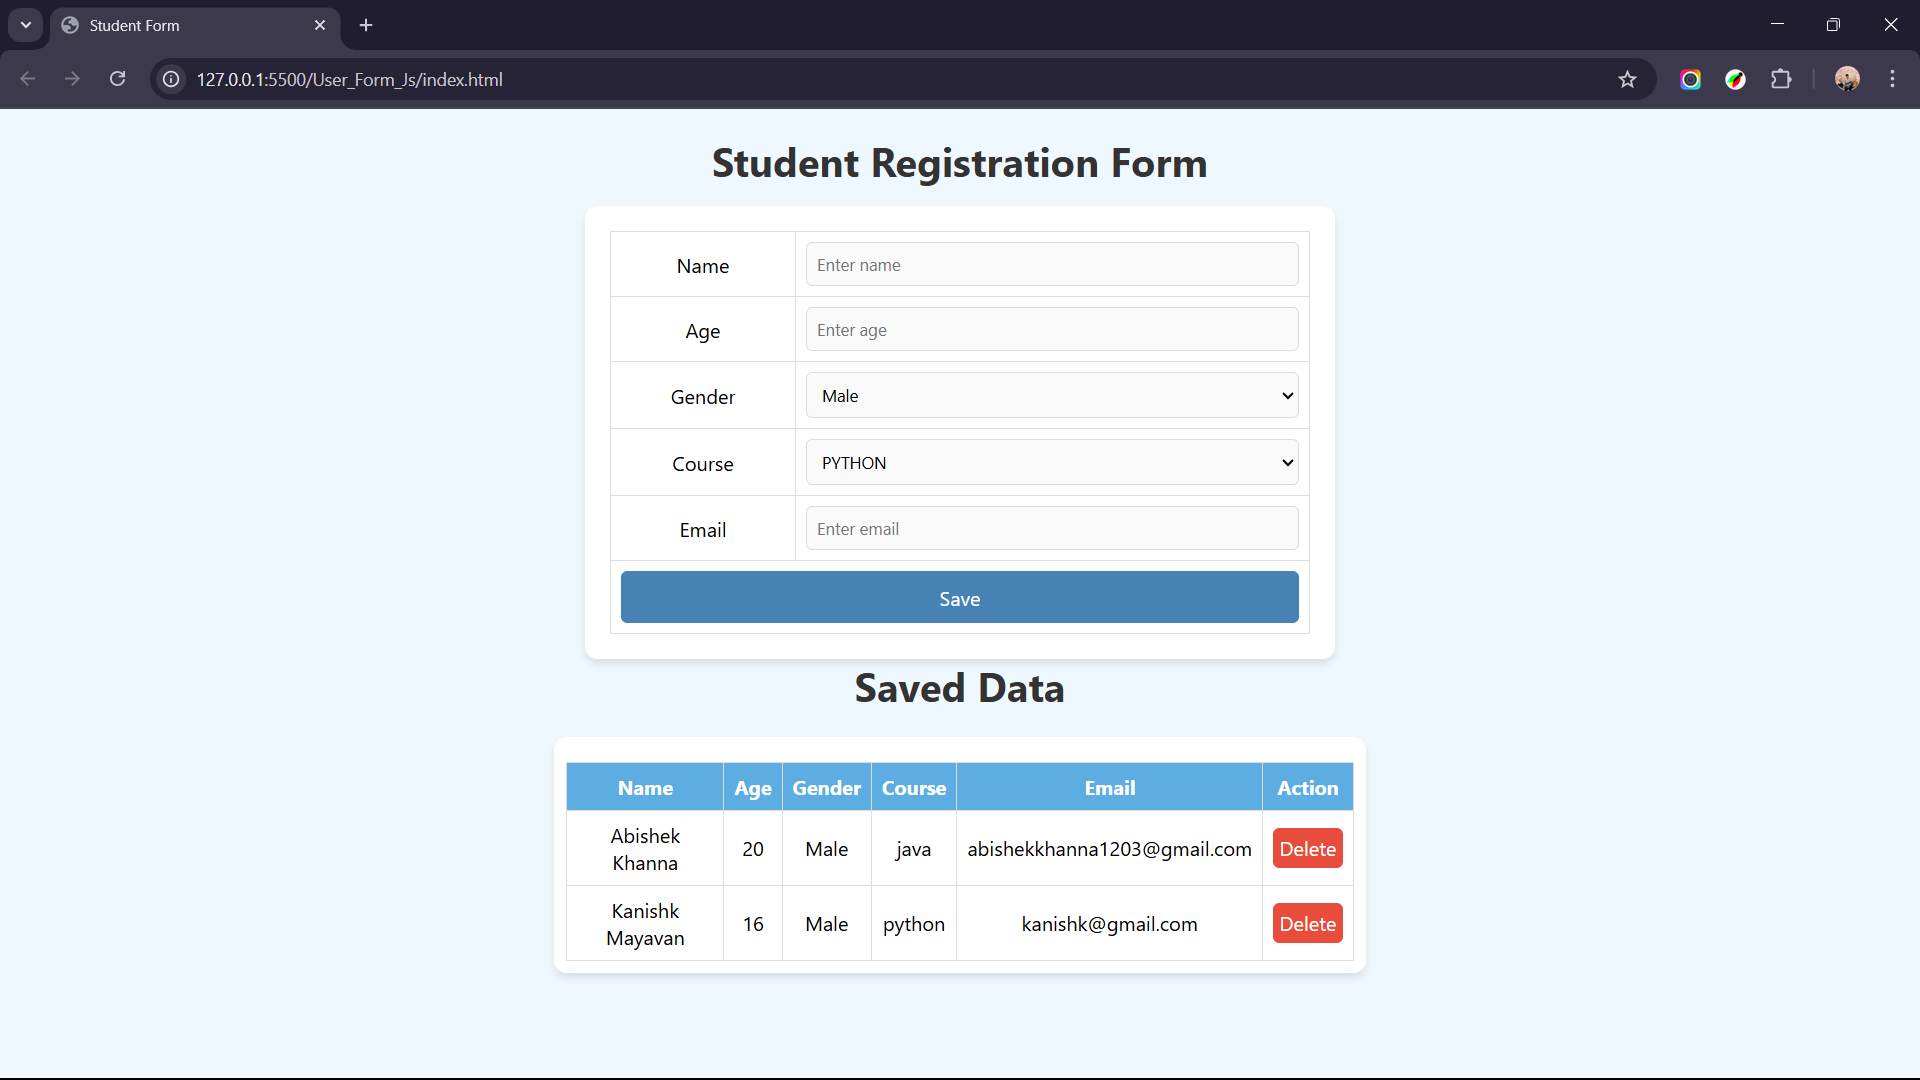 Student Form
127.0.0.1:5500/User_Form_Js/index.html
Student Registration Form
Name
Enter name
Age
Enter age
Gender
Male
Course
PYTHON
Email
Enter email
Save
Saved Data
Name Age Gender Course Email Action
Abishek Khanna 20 Male java abishekkhanna1203@gmail.com Delete
Kanishk Mayavan 16 Male python kanishk@gmail.com Delete